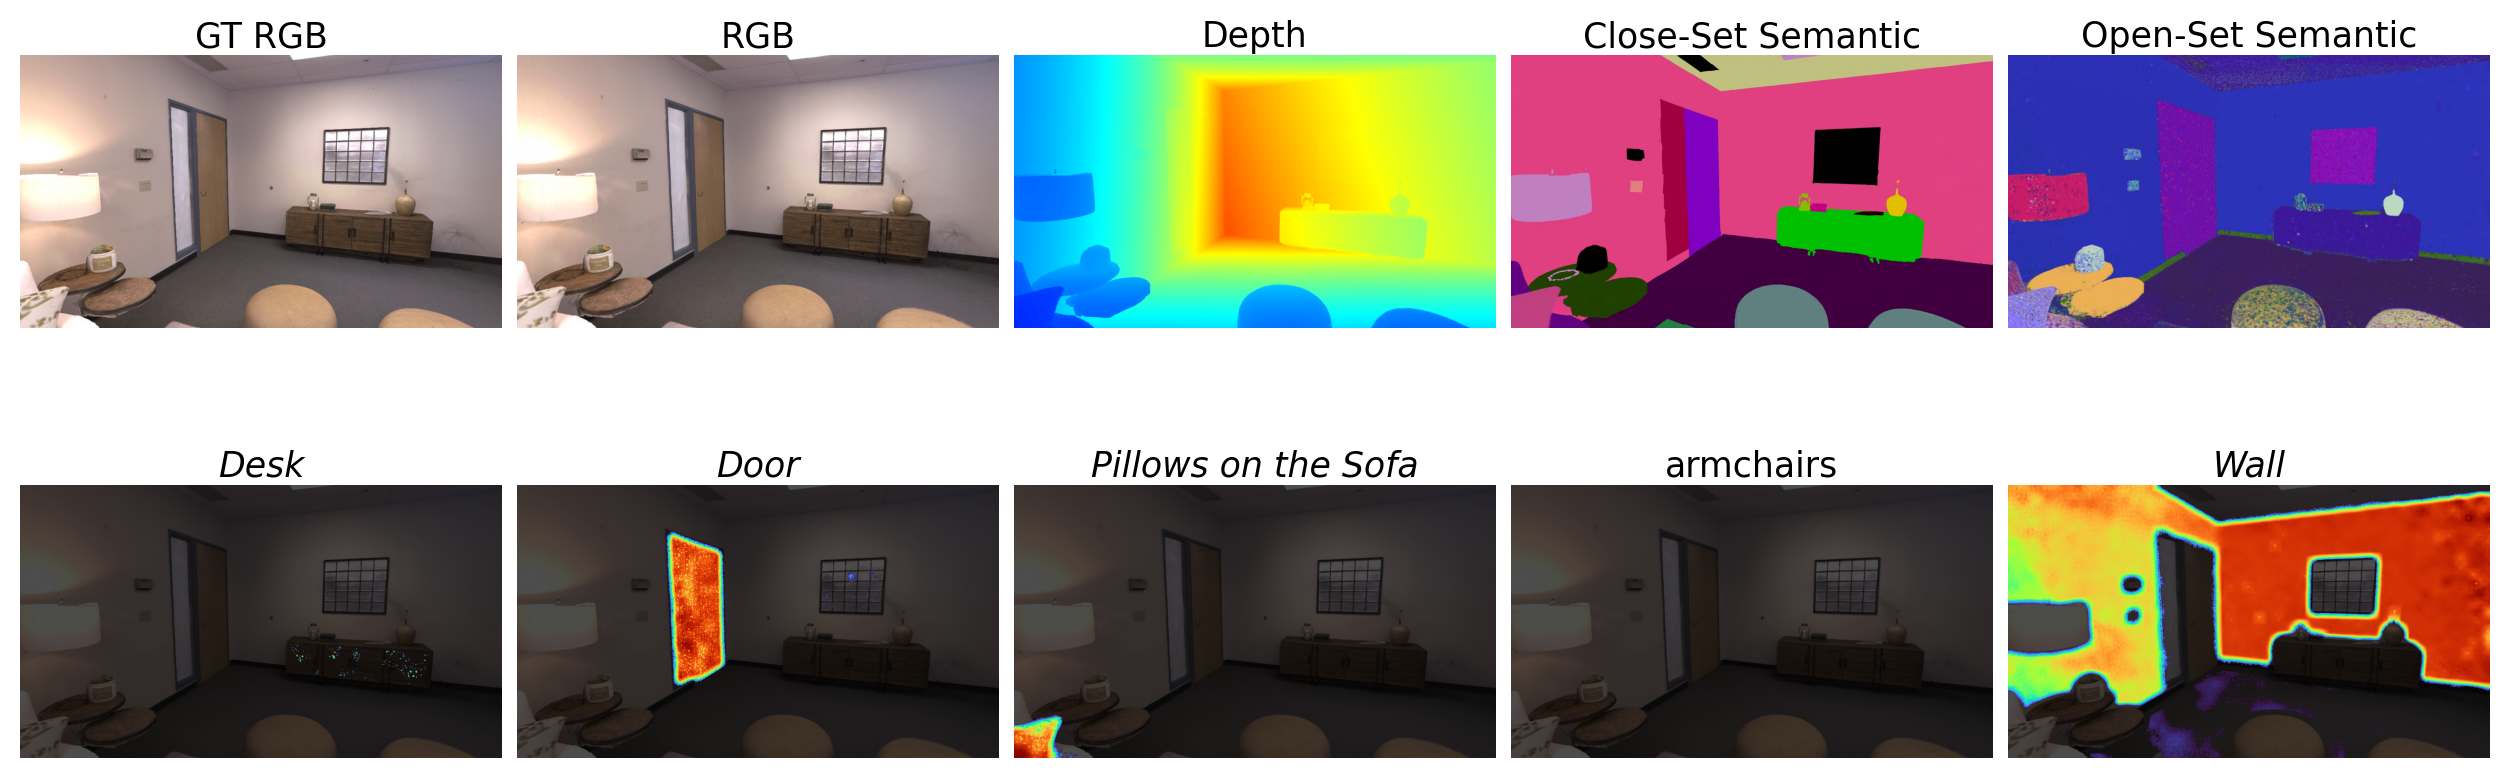 GT RGB
RGB
Depth
Close-Set Semantic
Open-Set Semantic
Desk
Door
Pillows on the Sofa
armchairs
Wall